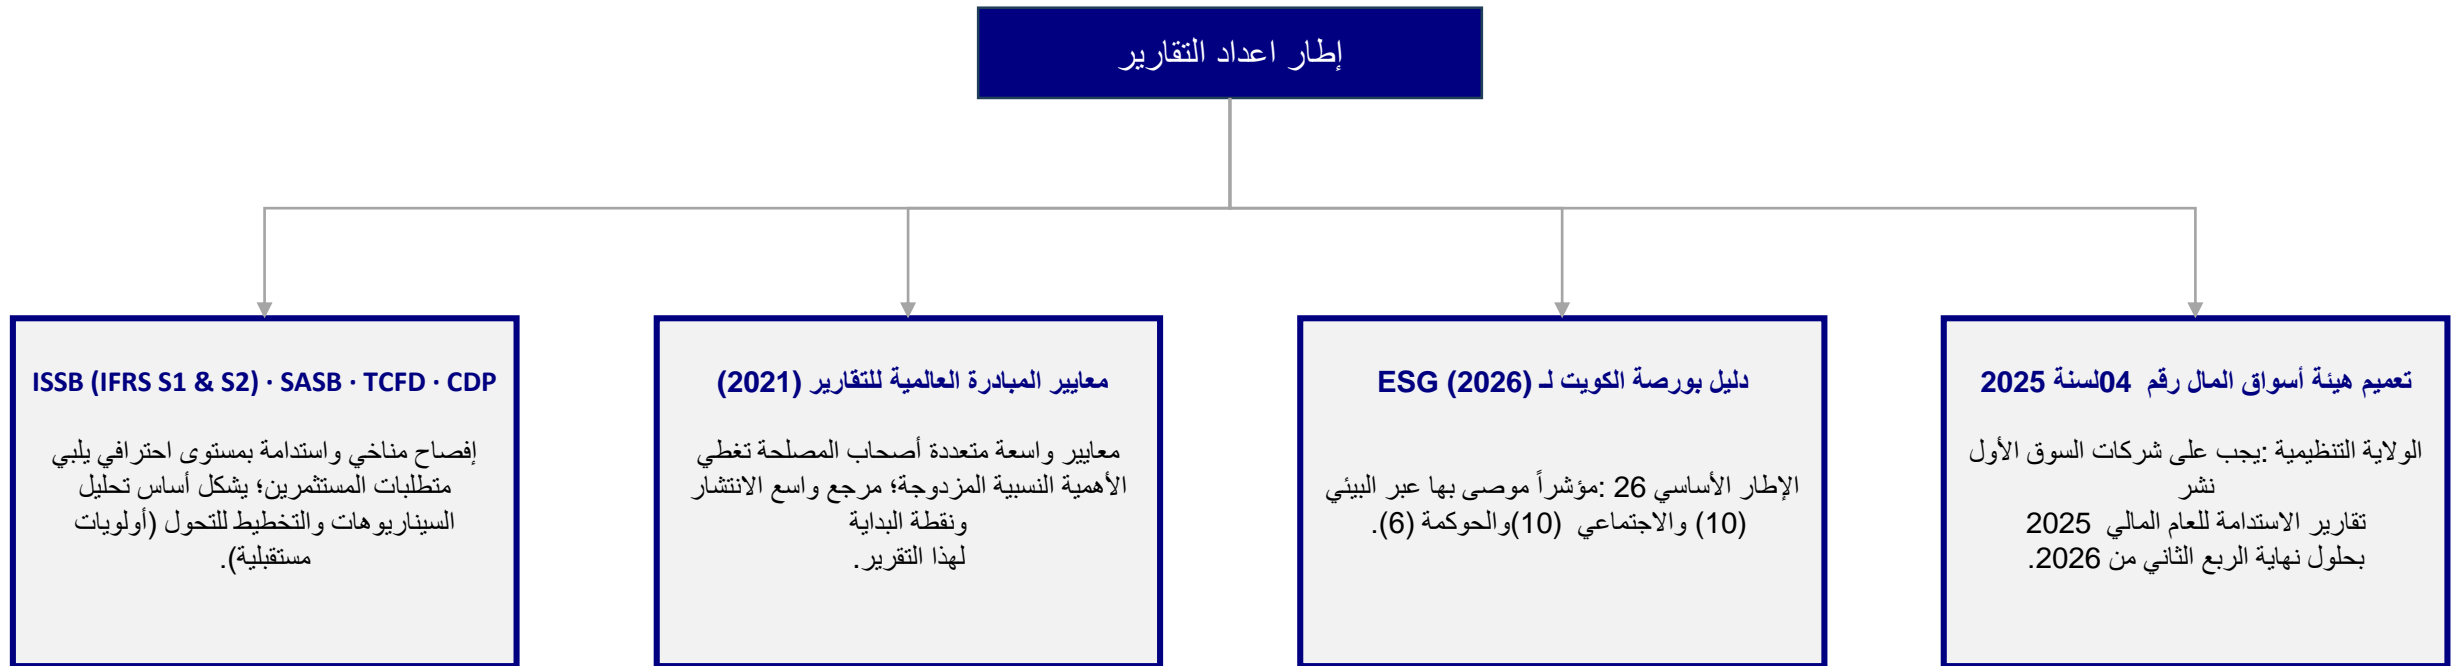 إطار اعداد التقارير
تعميم هيئة أسواق المال رقم 04لسنة 2025
الولاية التنظيمية :يجب على شركات السوق الأول
نشر
تقارير الاستدامة للعام المالي 2025
بحلول نهاية الربع الثاني من 2026.
دليل بورصة الكويت لـ ESG (2026)
الإطار الأساسي 26 :مؤشراً موصى بها عبر البيئي
(10) والاجتماعي (10)والحوكمة (6).
معايير المبادرة العالمية للتقارير (2021)
معايير واسعة متعددة أصحاب المصلحة تغطي
الأهمية النسبية المزدوجة؛ مرجع واسع الانتشار
ونقطة البداية
لهذا التقرير.
ISSB (IFRS S1 & S2) · SASB · TCFD · CDP
إفصاح مناخي واستدامة بمستوى احترافي يلبي
متطلبات المستثمرين؛ يشكل أساس تحليل
السيناريوهات والتخطيط للتحول (أولويات
مستقبلية).